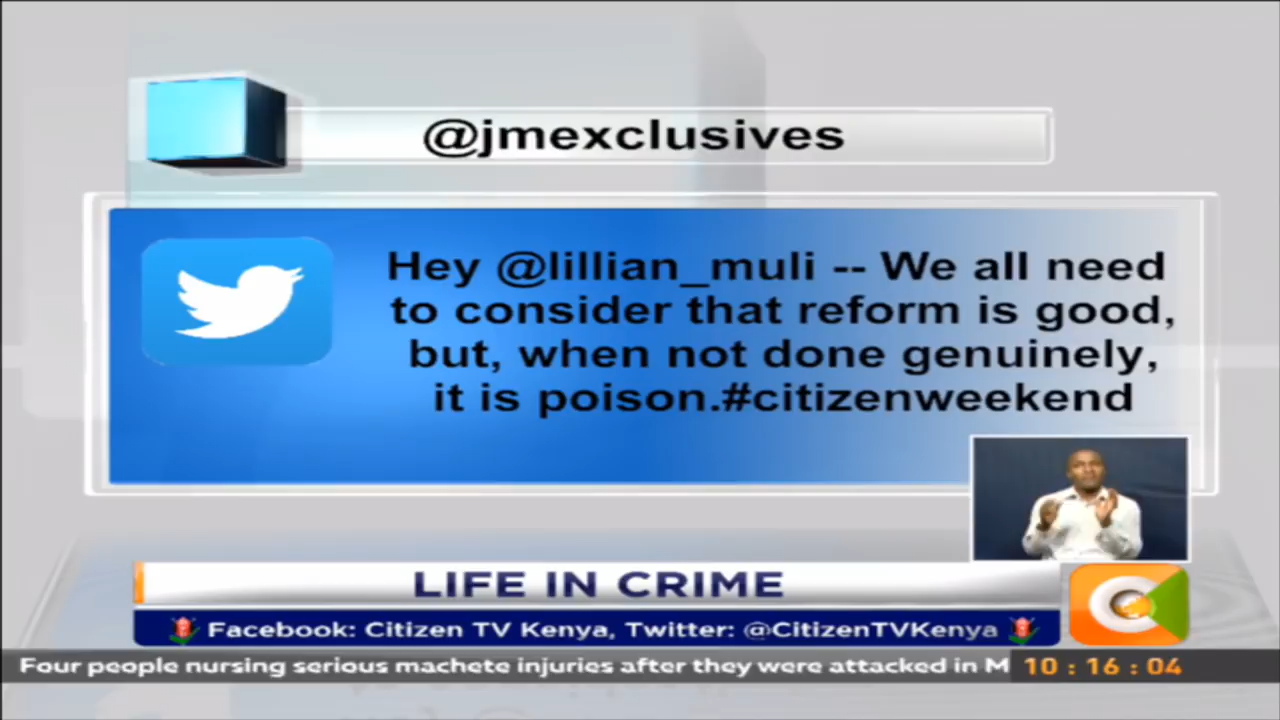 @jmexclusives
Hey @lillian_muli -- We all need
to consider that reform is good,
but, when not done genuinely,
it is poison.#citizenweekend
LIFE IN CRIME
Facebook: Citizen TV Kenya, Twitter: @CitizenTVKenya
Four people nursing serious machete injuries after they were attacked in M
10 : 16 : 04